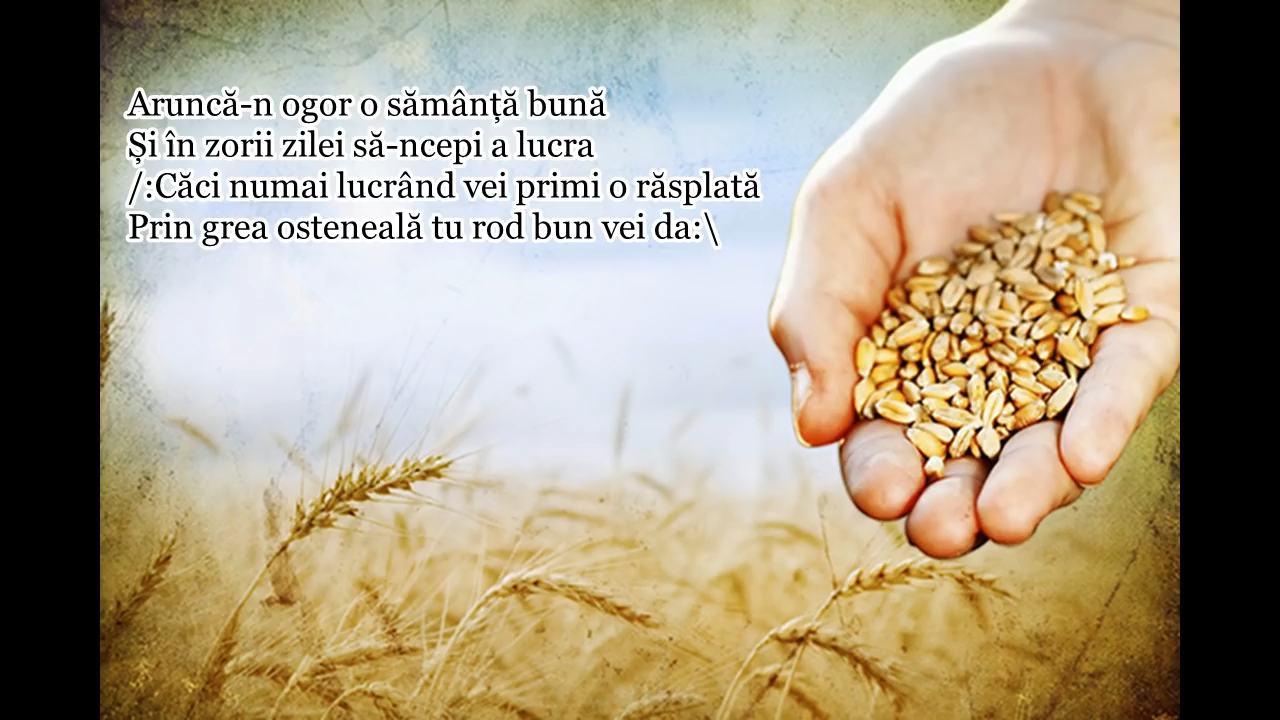 Aruncă-n ogor o sămânță bună
Și în zorii zilei să-ncepi a lucra
/:Căci numai lucrând vei primi o răsplată
Prin grea osteneală tu rod bun vei da:\